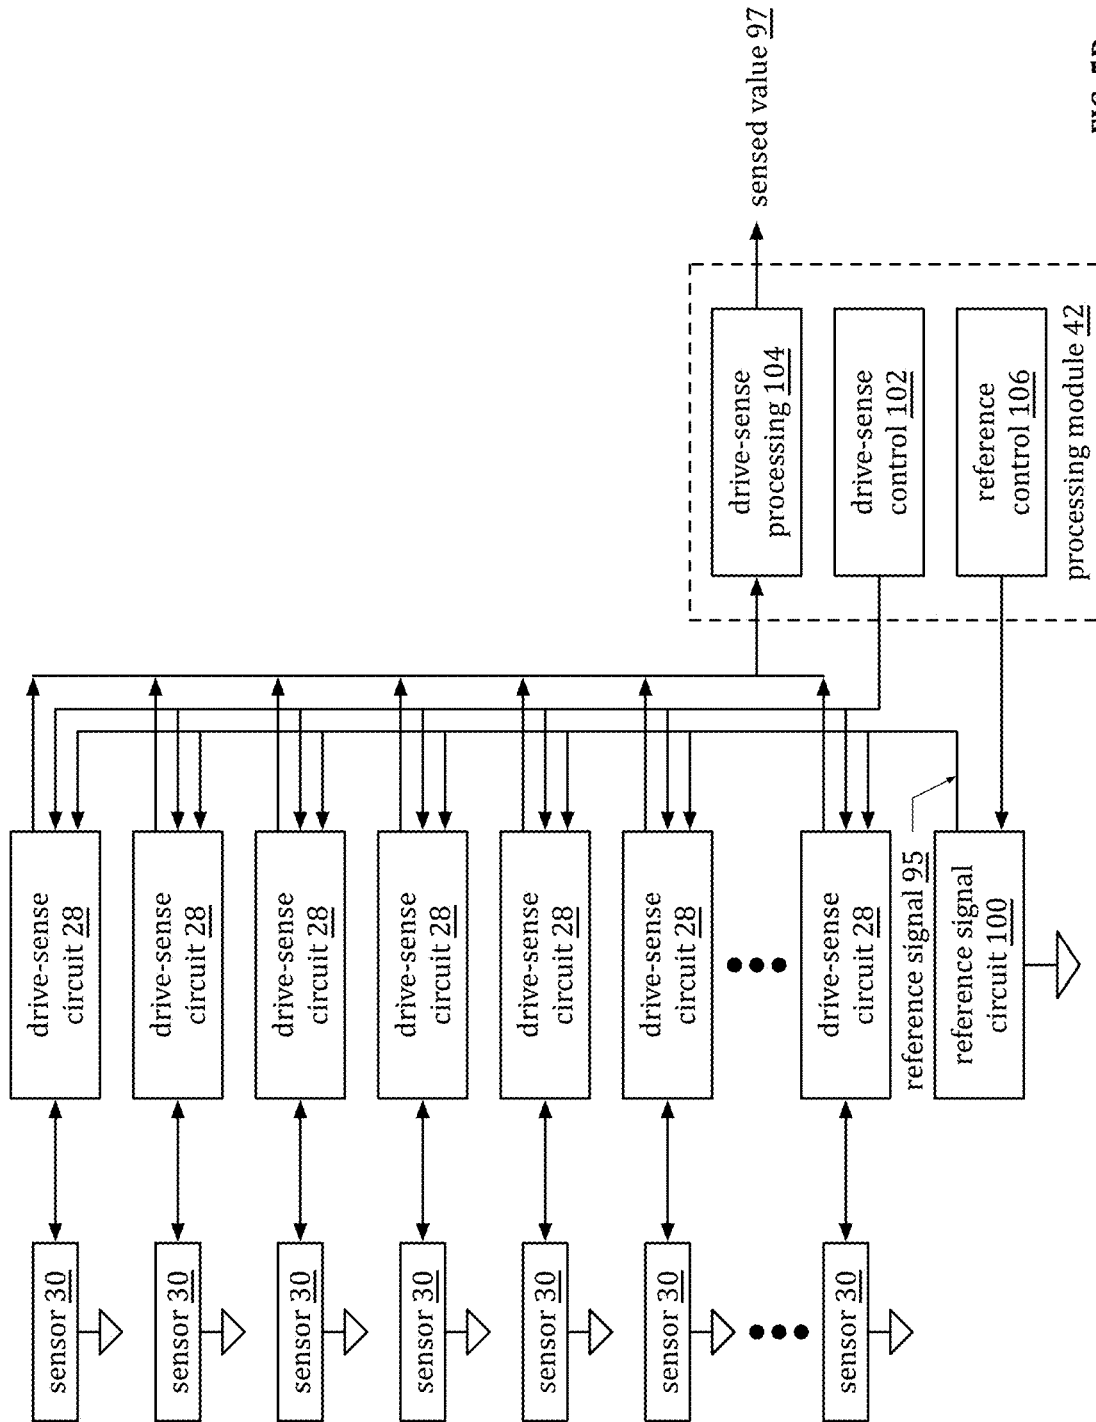 sensor 30
sensor 30
sensor 30
sensor 30
sensor 30
sensor 30
sensor 30
drive-sense
circuit 28
drive-sense
circuit 28
drive-sense
circuit 28
drive-sense
circuit 28
drive-sense
circuit 28
drive-sense
circuit 28
drive-sense
circuit 28
reference signal 95
reference signal
circuit 100
drive-sense
processing 104
drive-sense
control 102
reference
control 106
processing module 42
sensed value 97